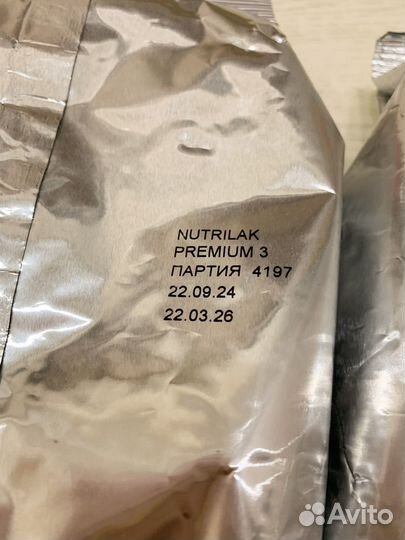 NUTRILAK
PREMIUM 3
ПАРТИЯ 4197
22.09.24
22.03.26
Avito